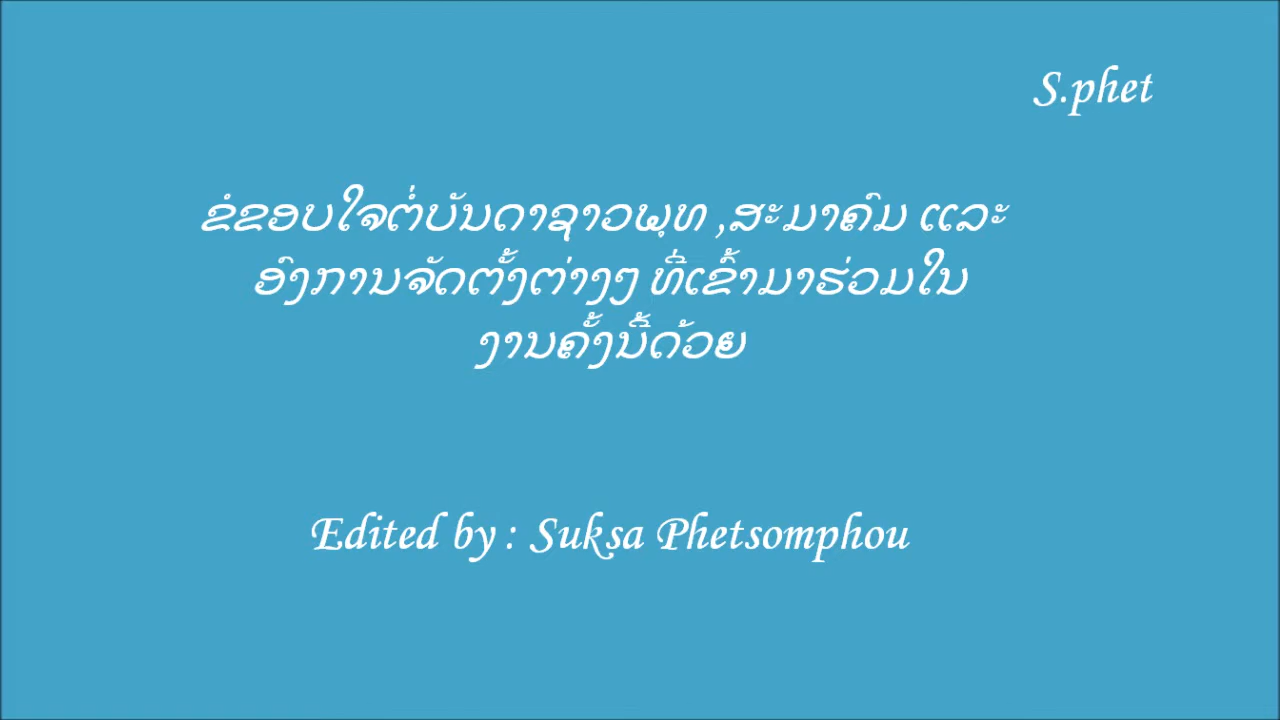 S.phet
ຂໍຂອບໃຈຕໍ່ບັນດາຊາວພຸທ ,ສະມາຄົມ ແລະ
ອົງການຈັດຕັ້ງຕ່າງໆ ທີ່ເຂົ້າມາຮ່ວມໃນ
ງານຄັ້ງນີ້ດ້ວຍ
Edited by : Suksa Phetsomphou